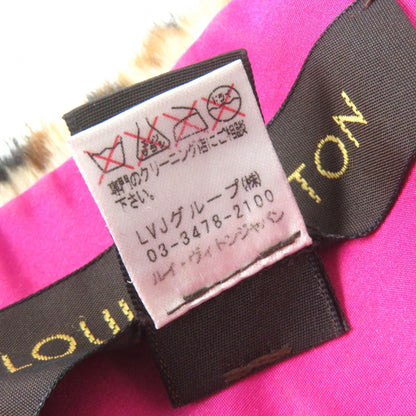 専門のクリーニング店にご相談
下さい。
LVJグループ(株)
03-3478-2100
ルイ・ヴィトンジャパン
LOUI
TON